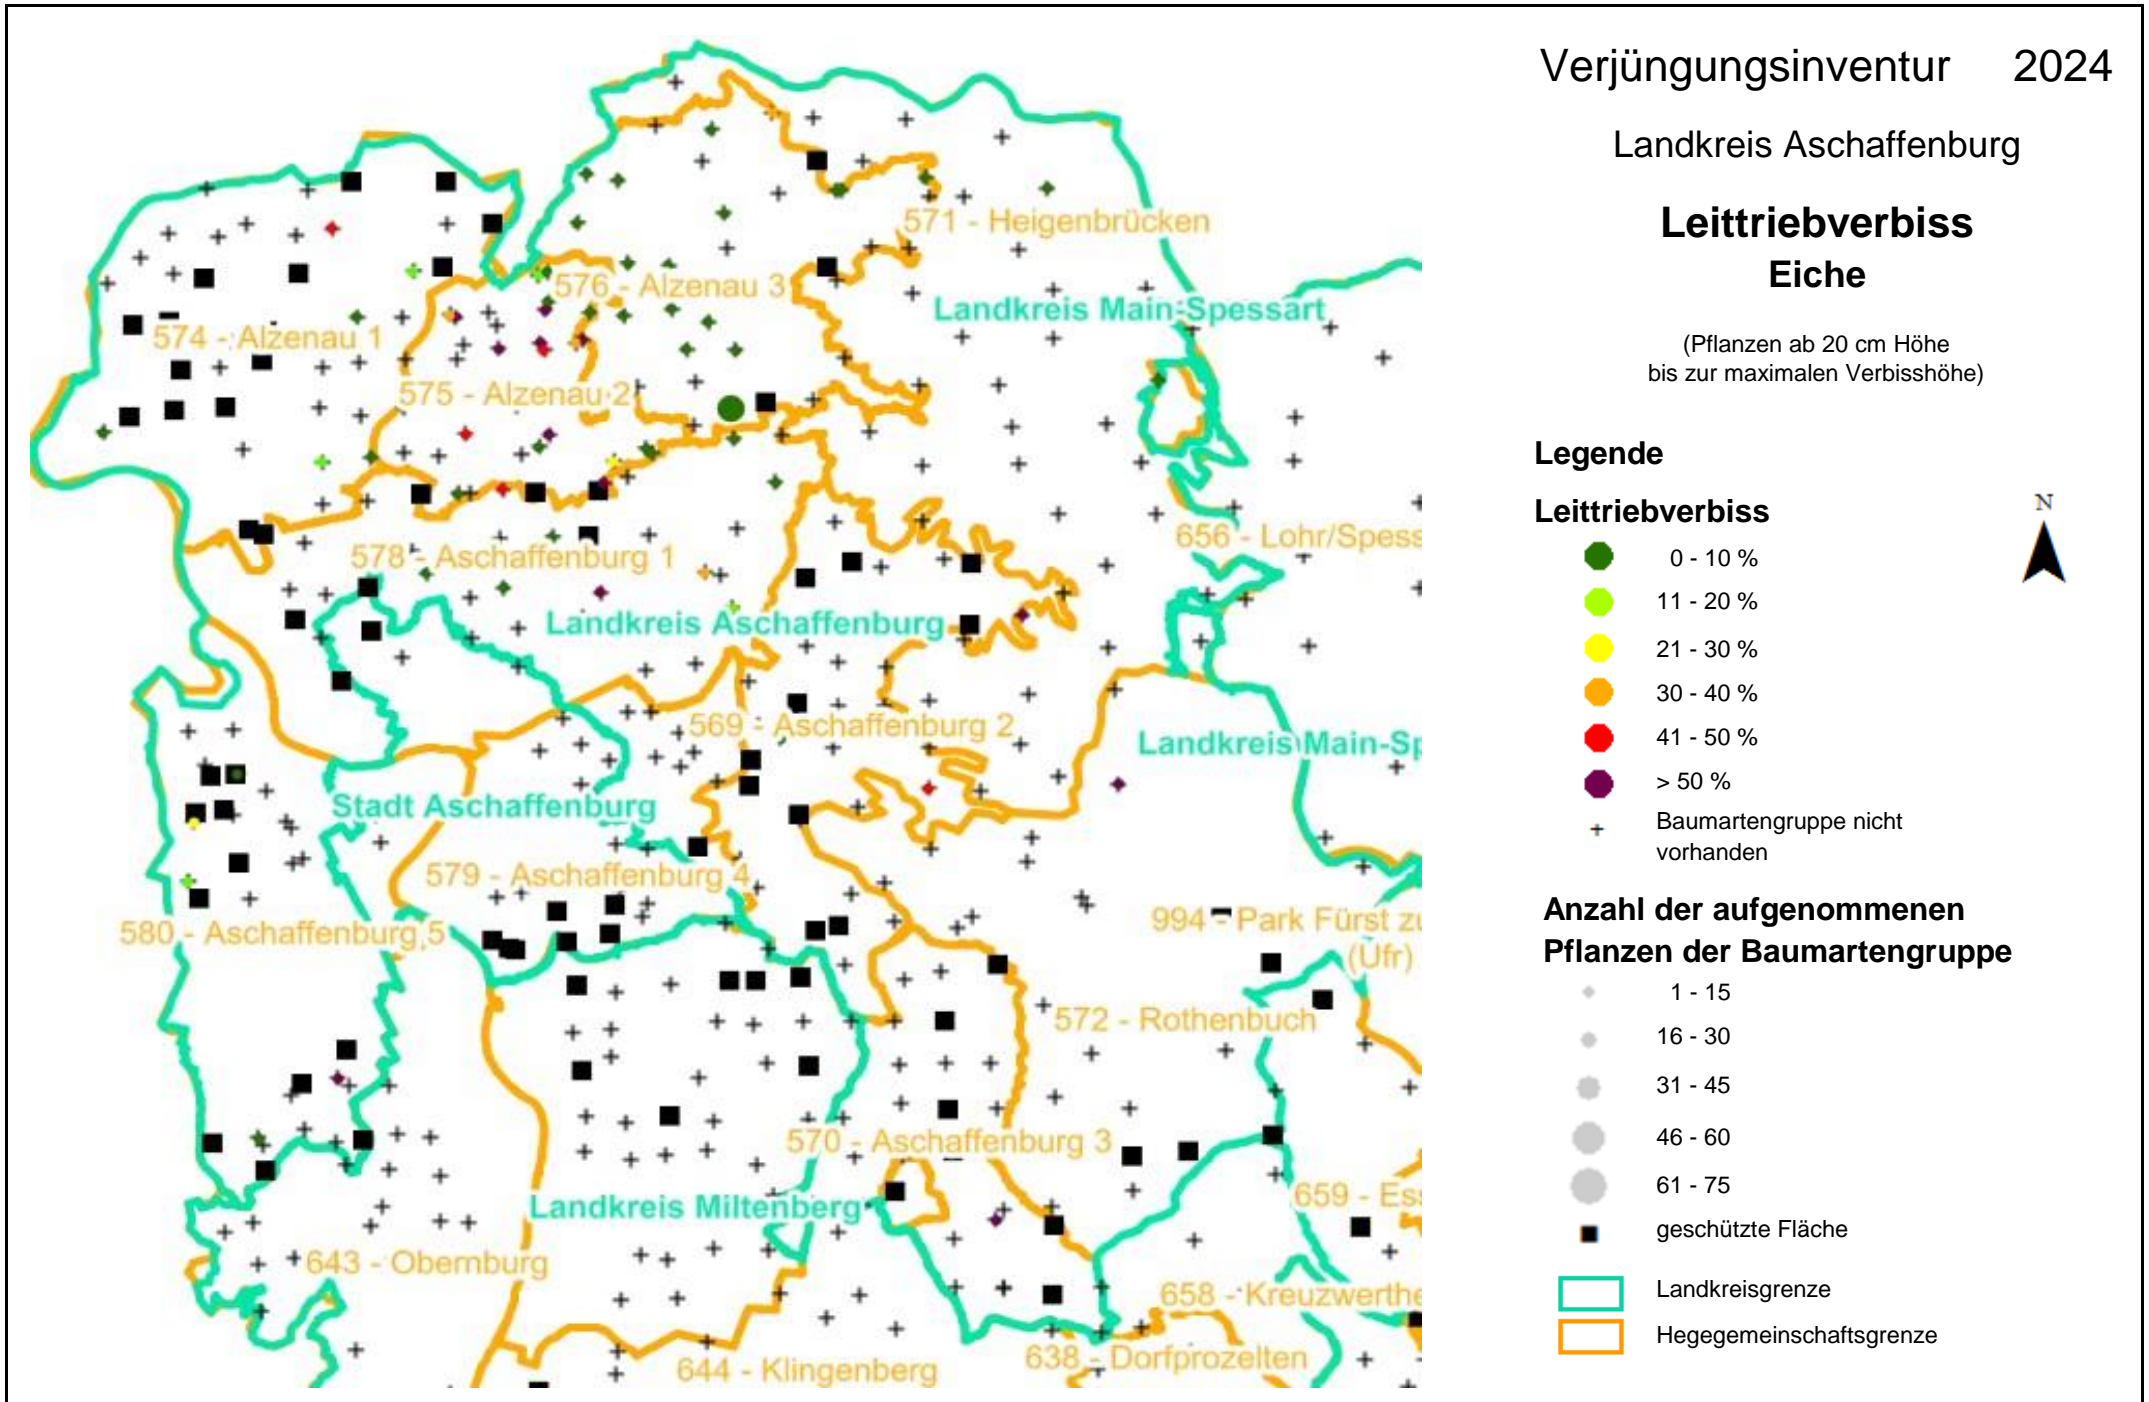 Verjüngungsinventur 2024
Landkreis Aschaffenburg
Leittriebverbiss
Eiche
(Pflanzen ab 20 cm Höhe
bis zur maximalen Verbisshöhe)
Legende
Leittriebverbiss
0 - 10 %
11 - 20 %
21 - 30 %
30 - 40 %
41 - 50 %
> 50 %
Baumartengruppe nicht
vorhanden
Anzahl der aufgenommenen
Pflanzen der Baumartengruppe
1 - 15
16 - 30
31 - 45
46 - 60
61 - 75
geschützte Fläche
Landkreisgrenze
Hegegemeinschaftsgrenze
N
571 - Heigenbrücken
576 - Alzenau 3
Landkreis Main-Spessart
574 - Alzenau 1
575 - Alzenau 2
656 - Lohr/Spess
578 - Aschaffenburg 1
Landkreis Aschaffenburg
569 - Aschaffenburg 2
Landkreis Main-Sp
Stadt Aschaffenburg
579 - Aschaffenburg 4
580 - Aschaffenburg 5
994 - Park Fürst zu
(Ufr)
572 - Rothenbuch
570 - Aschaffenburg 3
Landkreis Miltenberg
659 - Ess
643 - Obernburg
658 - Kreuzwerthe
644 - Klingenberg
638 - Dorfprozelten